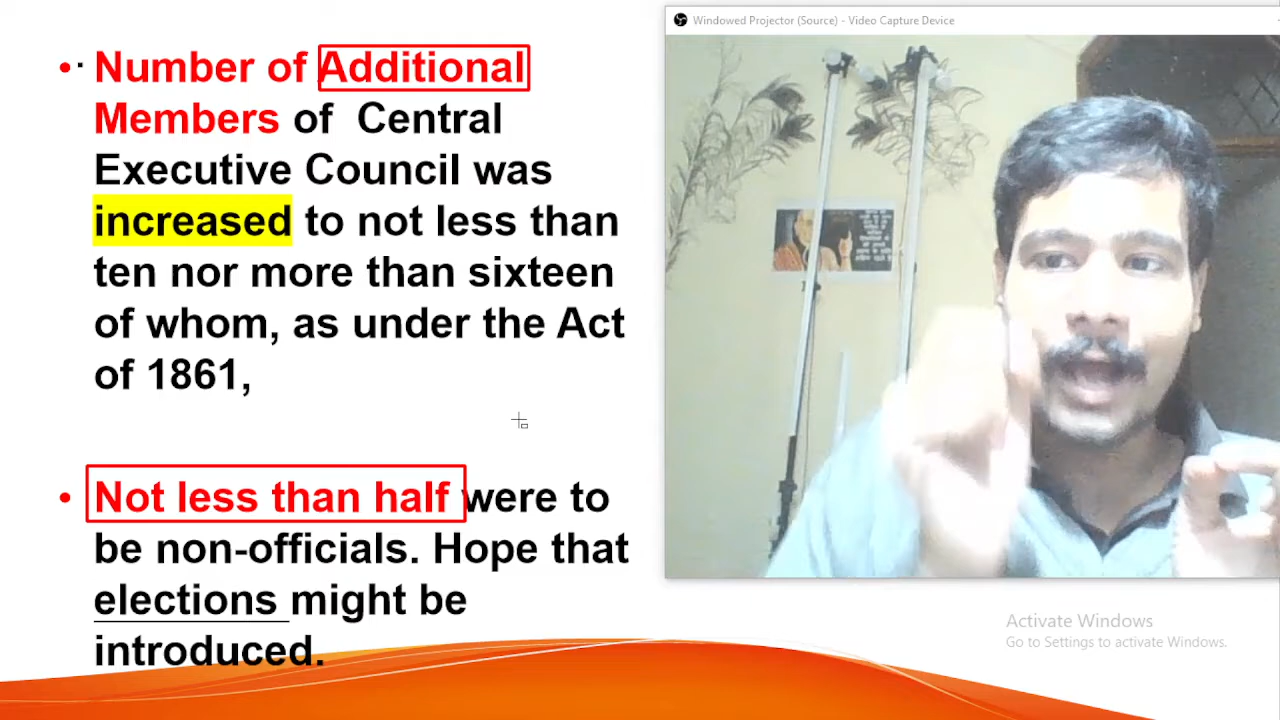 • Number of Additional
Members of Central
Executive Council was
increased to not less than
ten nor more than sixteen
of whom, as under the Act
of 1861,
• Not less than half were to
be non-officials. Hope that
elections might be
introduced.
Windowed Projector (Source) - Video Capture Device
Activate Windows
Go to Settings to activate Windows.